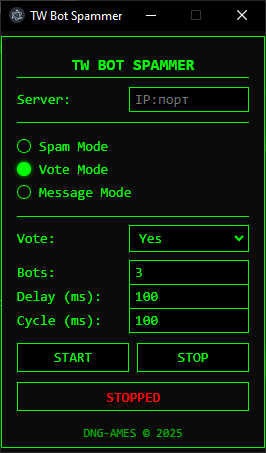 TW Bot Spammer
TW BOT SPAMMER
Server: IP:порт
Spam Mode
Vote Mode
Message Mode
Vote: Yes
Bots: 3
Delay (ms): 100
Cycle (ms): 100
START STOP
STOPPED
DNG-AMES © 2025